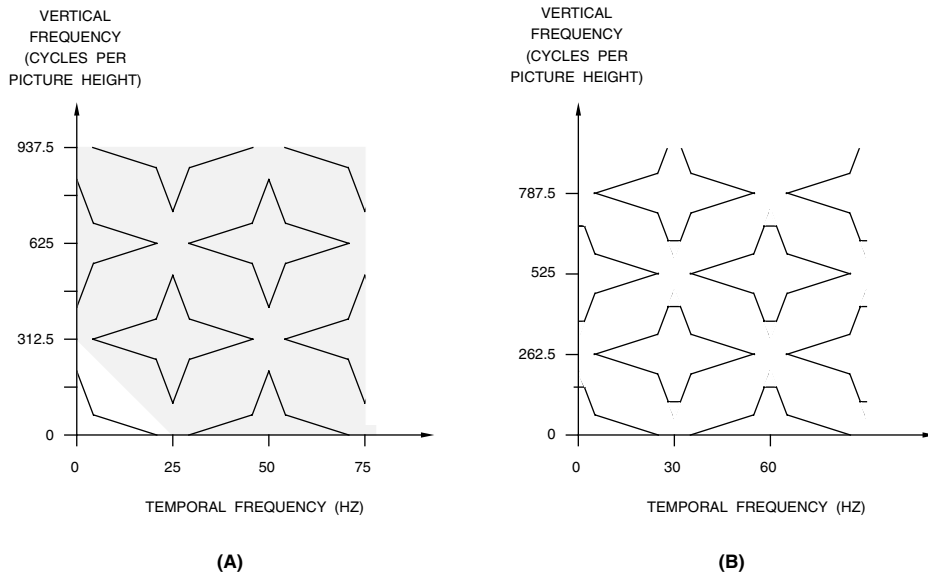 VERTICAL
FREQUENCY
(CYCLES PER
PICTURE HEIGHT)
937.5
625
312.5
0
0
25
50
75
TEMPORAL FREQUENCY (HZ)
(A)
VERTICAL
FREQUENCY
(CYCLES PER
PICTURE HEIGHT)
787.5
525
262.5
0
0
30
60
TEMPORAL FREQUENCY (HZ)
(B)